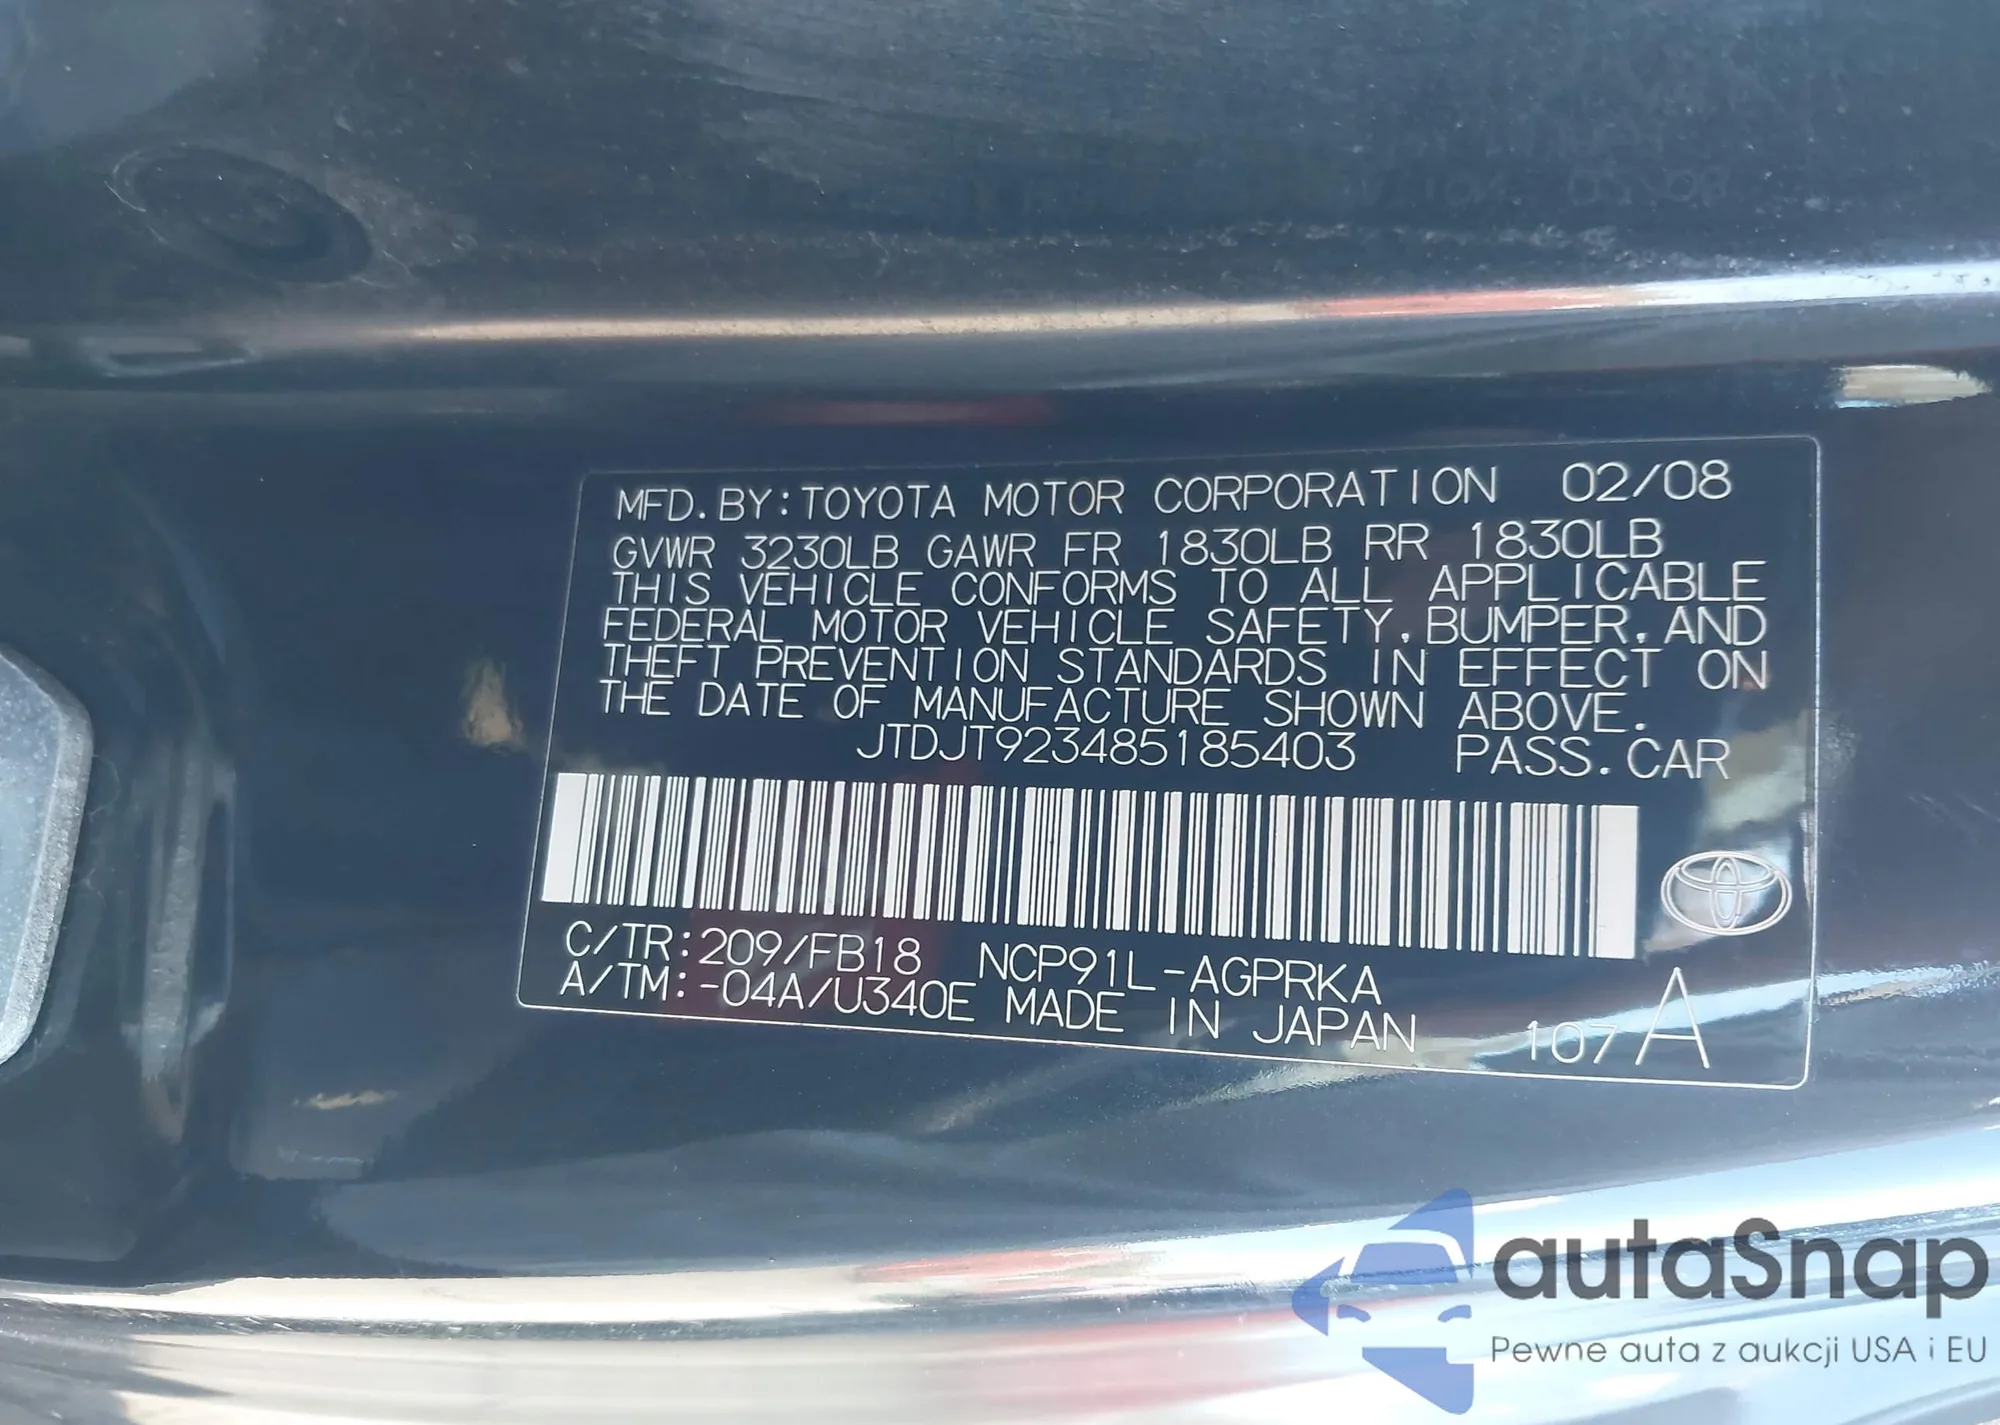 MFD. BY: TOYOTA MOTOR CORPORATION 02/08
GVWR 3230LB GAWR FR 1830LB RR 1830LB
THIS VEHICLE CONFORMS TO ALL APPLICABLE
FEDERAL MOTOR VEHICLE SAFETY, BUMPER, AND
THEFT PREVENTION STANDARDS IN EFFECT ON
THE DATE OF MANUFACTURE SHOWN ABOVE.
JTDJT923485185403 PASS. CAR
C/TR: 209/FB18 NCP91L-AGPRKA
A/TM: -04A/U340E MADE IN JAPAN 107 A
autaSnap
Pewne auta z aukcji USA i EU